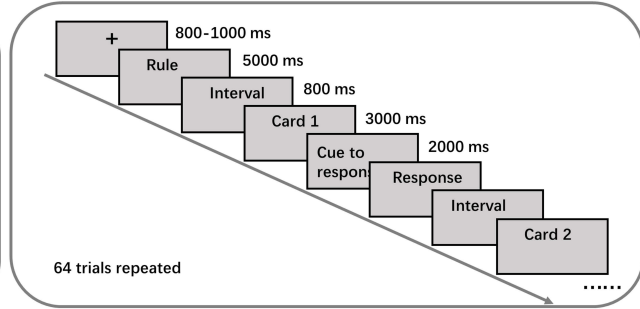 +
800-1000 ms
Rule
5000 ms
Interval
800 ms
Card 1
3000 ms
Cue to
respon
2000 ms
Response
Interval
Card 2
64 trials repeated
......